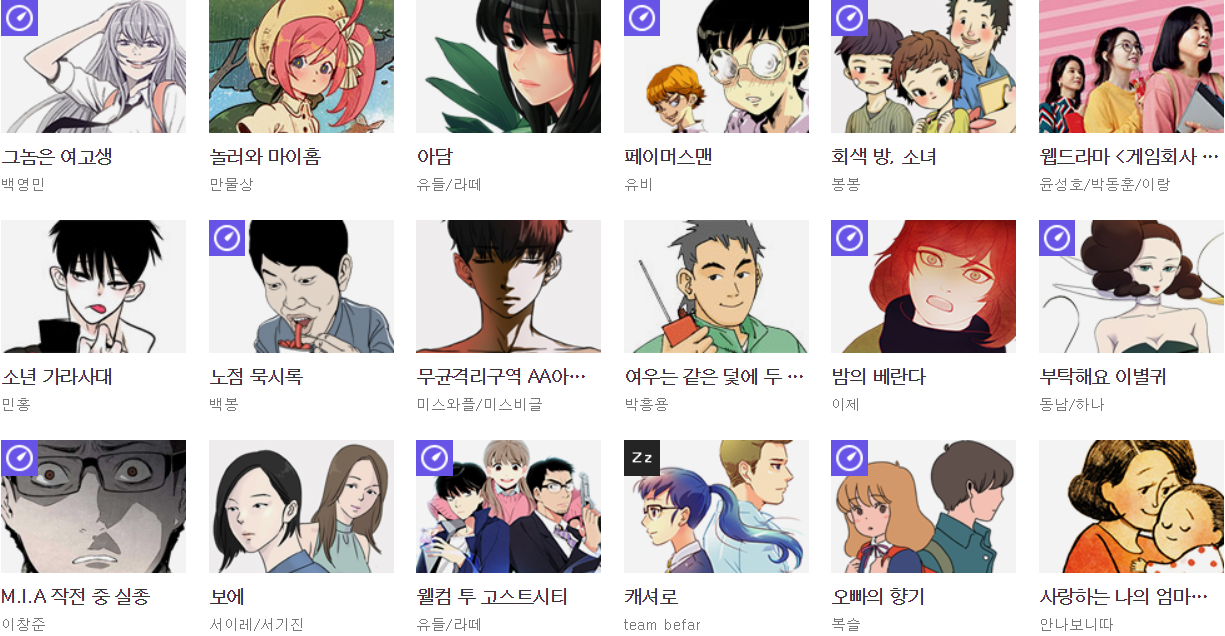 그놈은 여고생
백영민
놀러와 마이홈
만물상
아담
유들/라떼
페이머스맨
유비
회색 방, 소녀
봉봉
웹드라마 <게임회사 …
윤성호/박동훈/이랑
소년 가라사대
민홍
노점 묵시록
백봉
무균격리구역 AA아…
미스와플/미스비글
여우는 같은 덫에 두 …
박흥용
밤의 베란다
이제
부탁해요 이별귀
동남/하나
M.I.A 작전 중 실종
이창준
보에
서이레/서기진
웰컴 투 고스트시티
유들/라떼
Zz
캐셔로
team befar
오빠의 향기
복슬
사랑하는 나의 엄마…
안나보니따